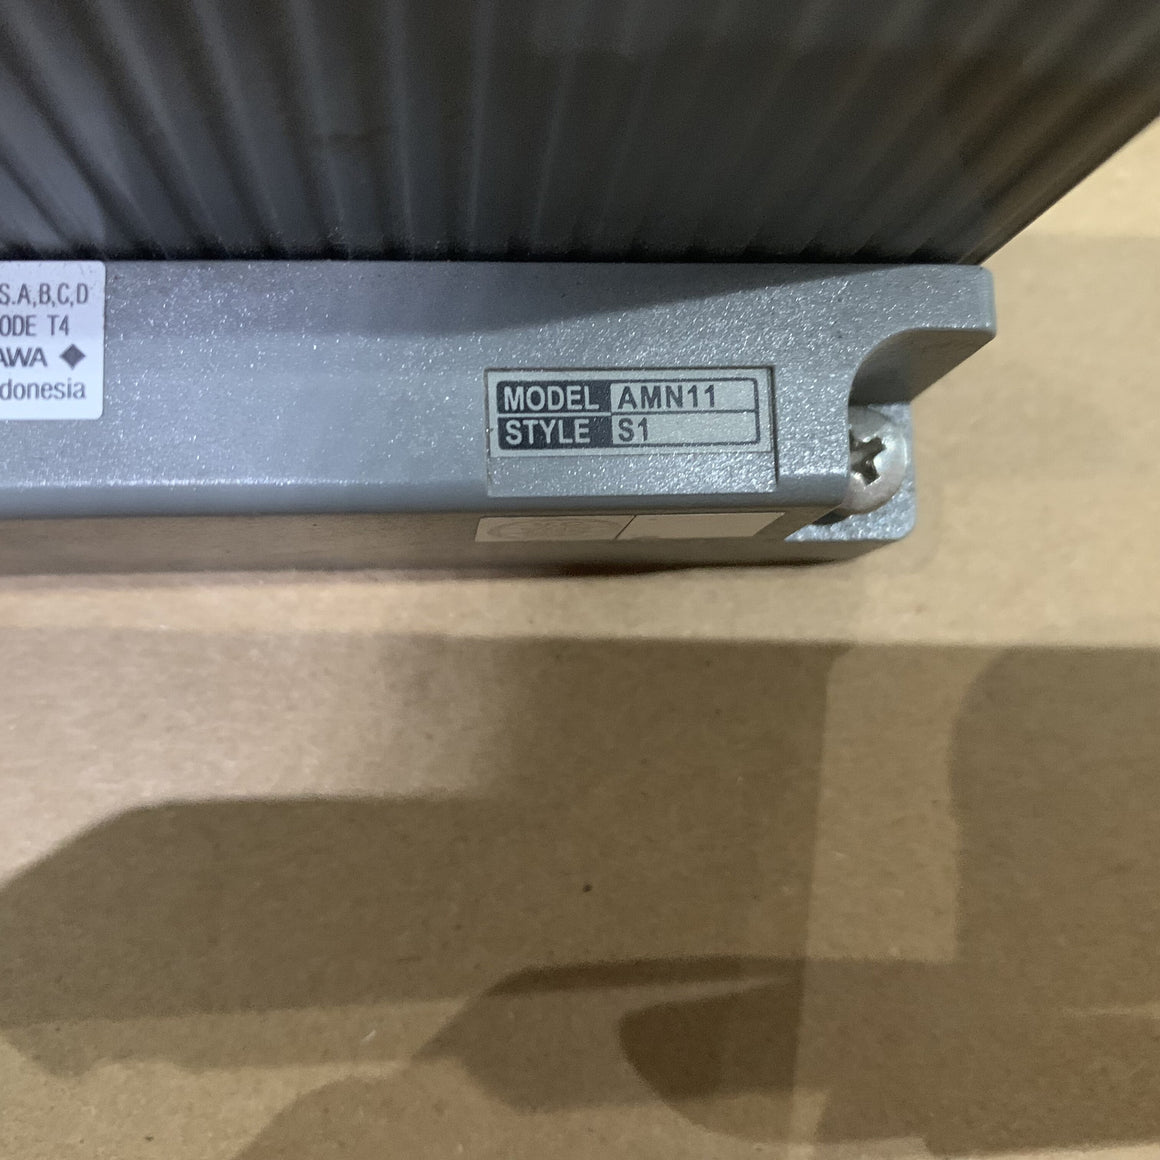 S.A,B,C,D
ODE T4
AWA ◆
donesia
MODEL AMN11
STYLE S1